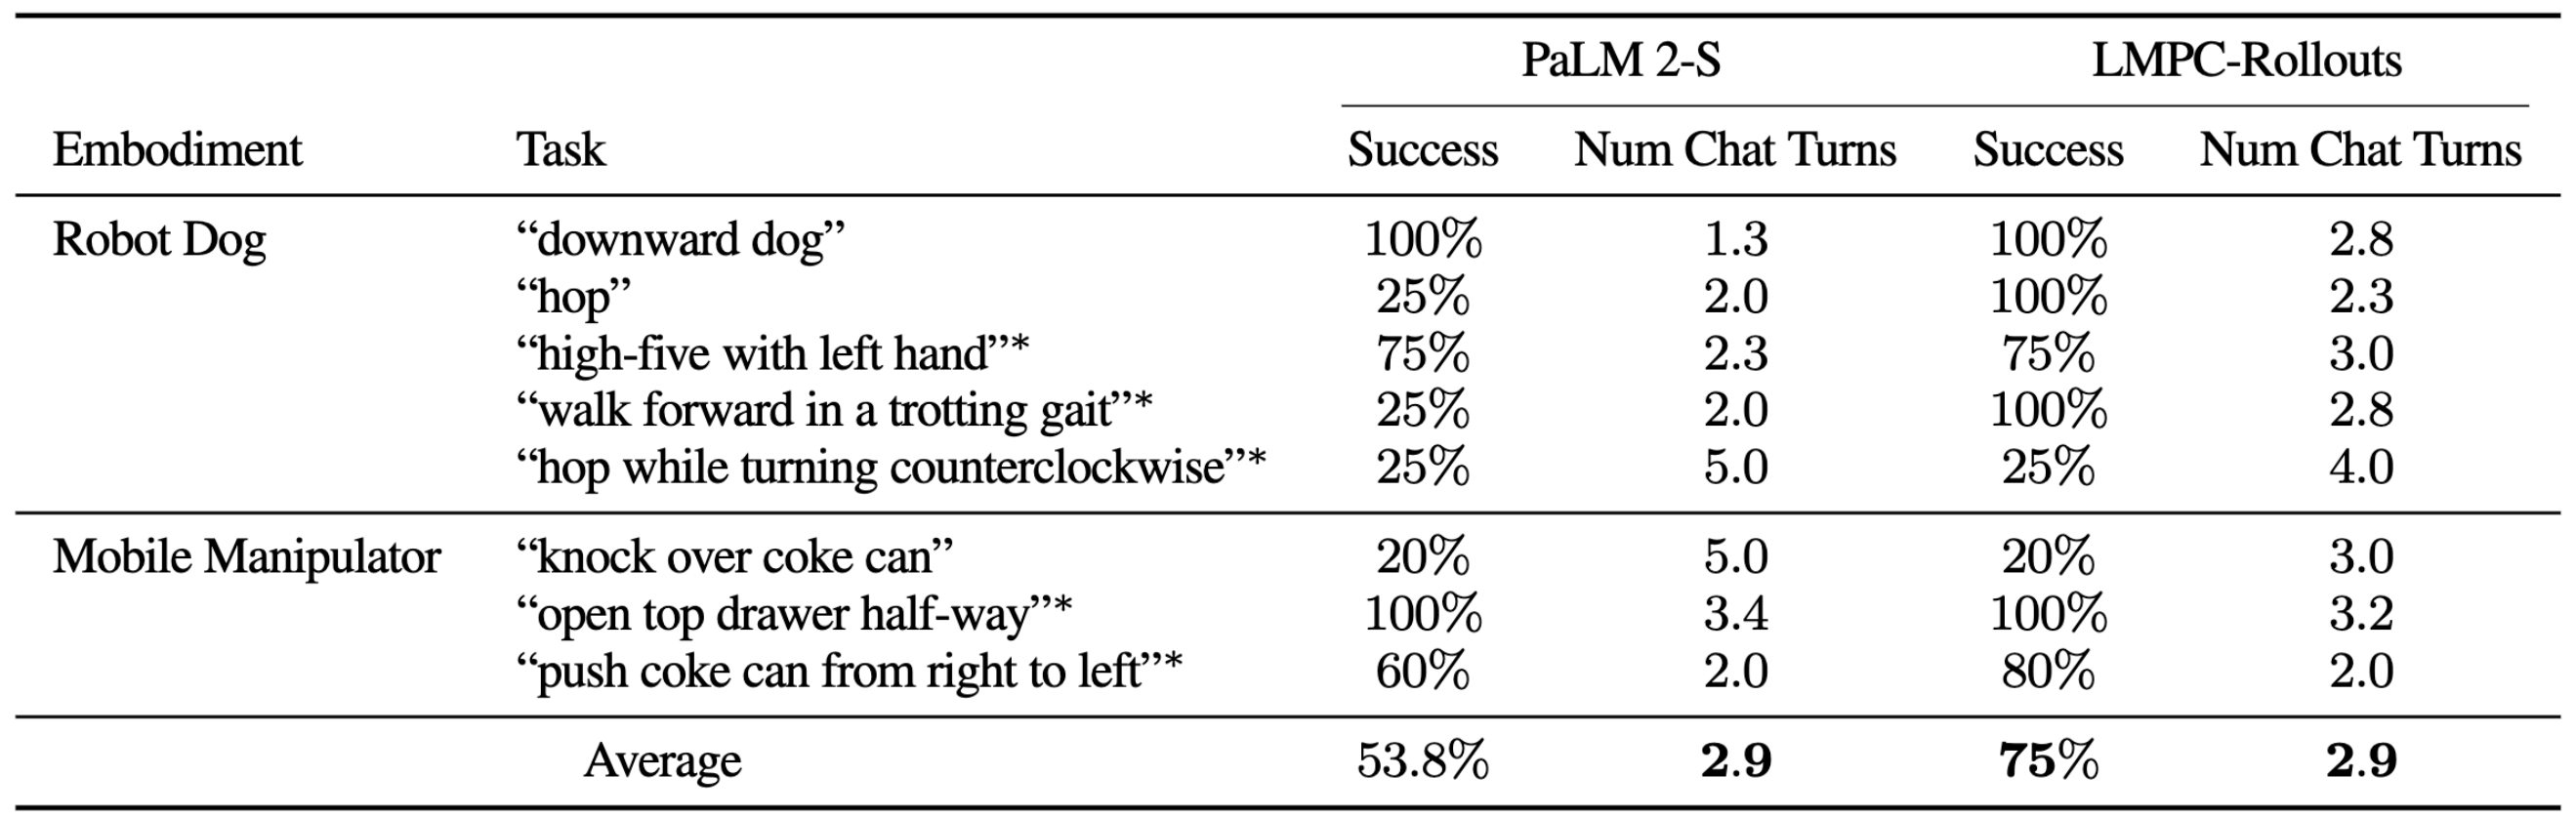 PaLM 2-S LMPC-Rollouts
Embodiment Task Success Num Chat Turns Success Num Chat Turns
Robot Dog “downward dog” 100% 1.3 100% 2.8
“hop” 25% 2.0 100% 2.3
“high-five with left hand”* 75% 2.3 75% 3.0
“walk forward in a trotting gait”* 25% 2.0 100% 2.8
“hop while turning counterclockwise”* 25% 5.0 25% 4.0
Mobile Manipulator “knock over coke can” 20% 5.0 20% 3.0
“open top drawer half-way”* 100% 3.4 100% 3.2
“push coke can from right to left”* 60% 2.0 80% 2.0
Average 53.8% 2.9 75% 2.9